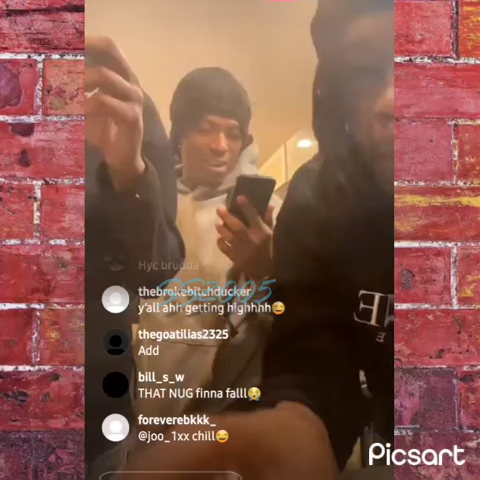 Hyc brudda
thebrokebitchducker
y'all ahh getting highhhh😂
thegoatilias2325
Add
bill_s_w
THAT NUG finna falll😭
foreverebkkk_
@joo_1xx chill😂
Picsart